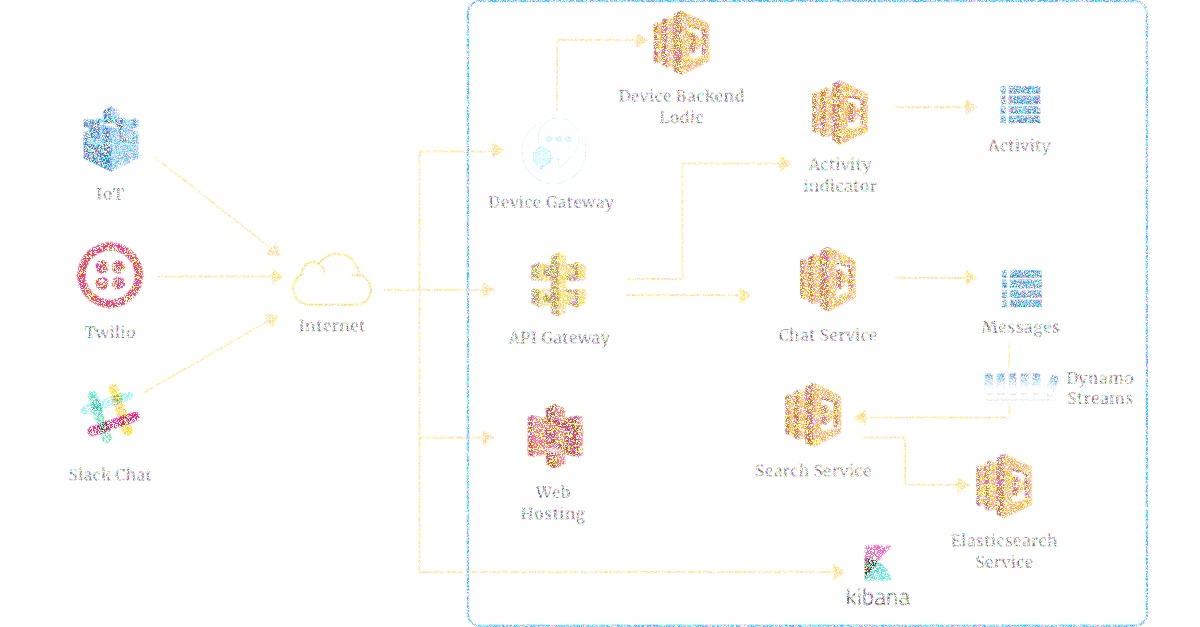 Device Backend
Lodic
IoT
Activity
indicator
Activity
Device Gateway
Twilio
Internet
API Gateway
Chat Service
Messages
Dynamo
Streams
Slack Chat
Web
Hosting
Search Service
Elasticsearch
Service
kibana